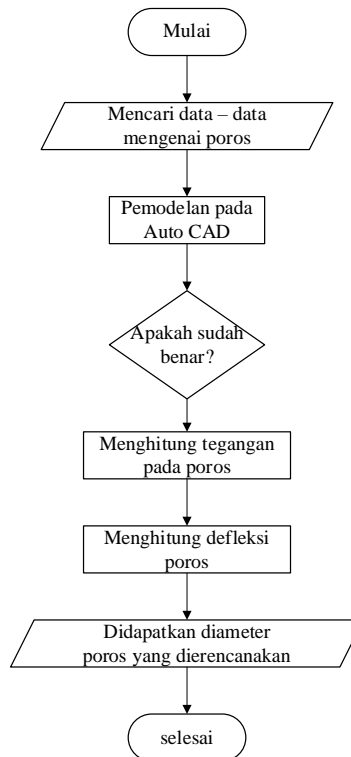 Mulai
Mencari data – data
mengenai poros
Pemodelan pada
Auto CAD
Apakah sudah
benar?
Menghitung tegangan
pada poros
Menghitung defleksi
poros
Didapatkan diameter
poros yang dierencanakan
selesai